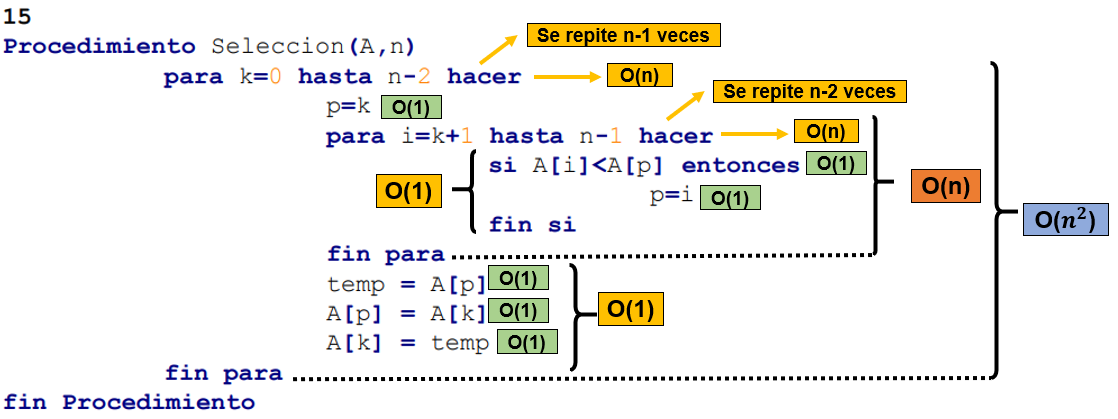 15
Se repite n-1 veces
Procedimiento Seleccion(A,n)
para k=0 hasta n-2 hacer O(n)
Se repite n-2 veces
p=k O(1)
para i=k+1 hasta n-1 hacer O(n)
si A[i]<A[p] entonces O(1)
O(1) O(n)
p=i O(1)
O(n²)
fin si
fin para
temp = A[p] O(1)
A[p] = A[k] O(1) O(1)
A[k] = temp O(1)
fin para
fin Procedimiento